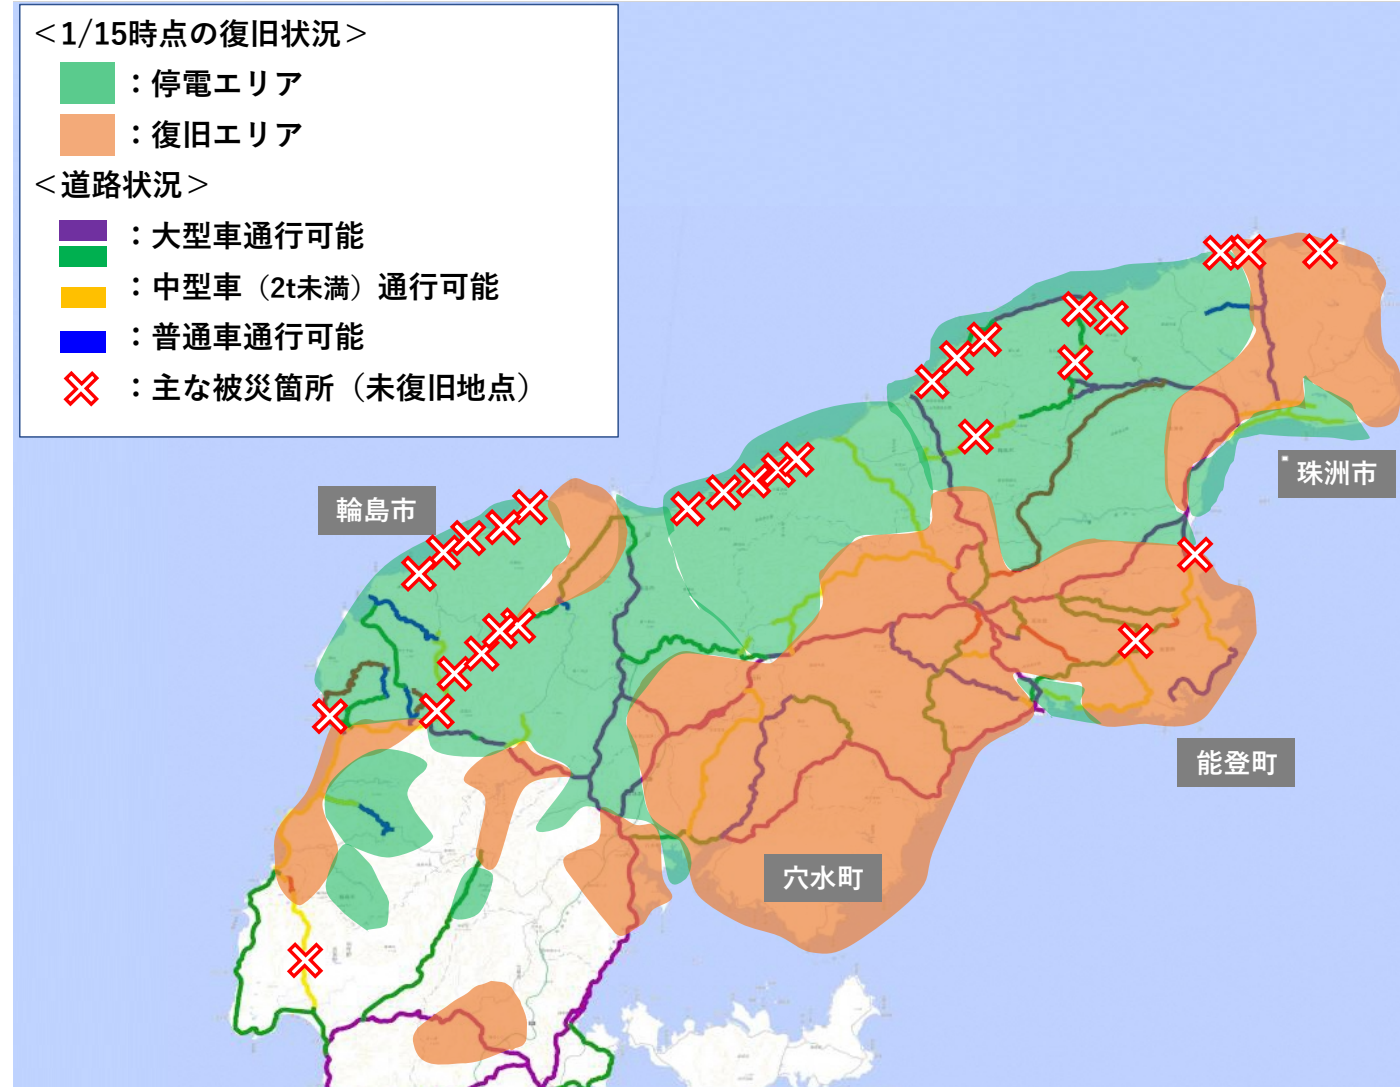 ＜1/15時点の復旧状況＞
：停電エリア
：復旧エリア
＜道路状況＞
：大型車通行可能
：中型車（2t未満）通行可能
：普通車通行可能
：主な被災箇所（未復旧地点）
輪島市
珠洲市
能登町
穴水町